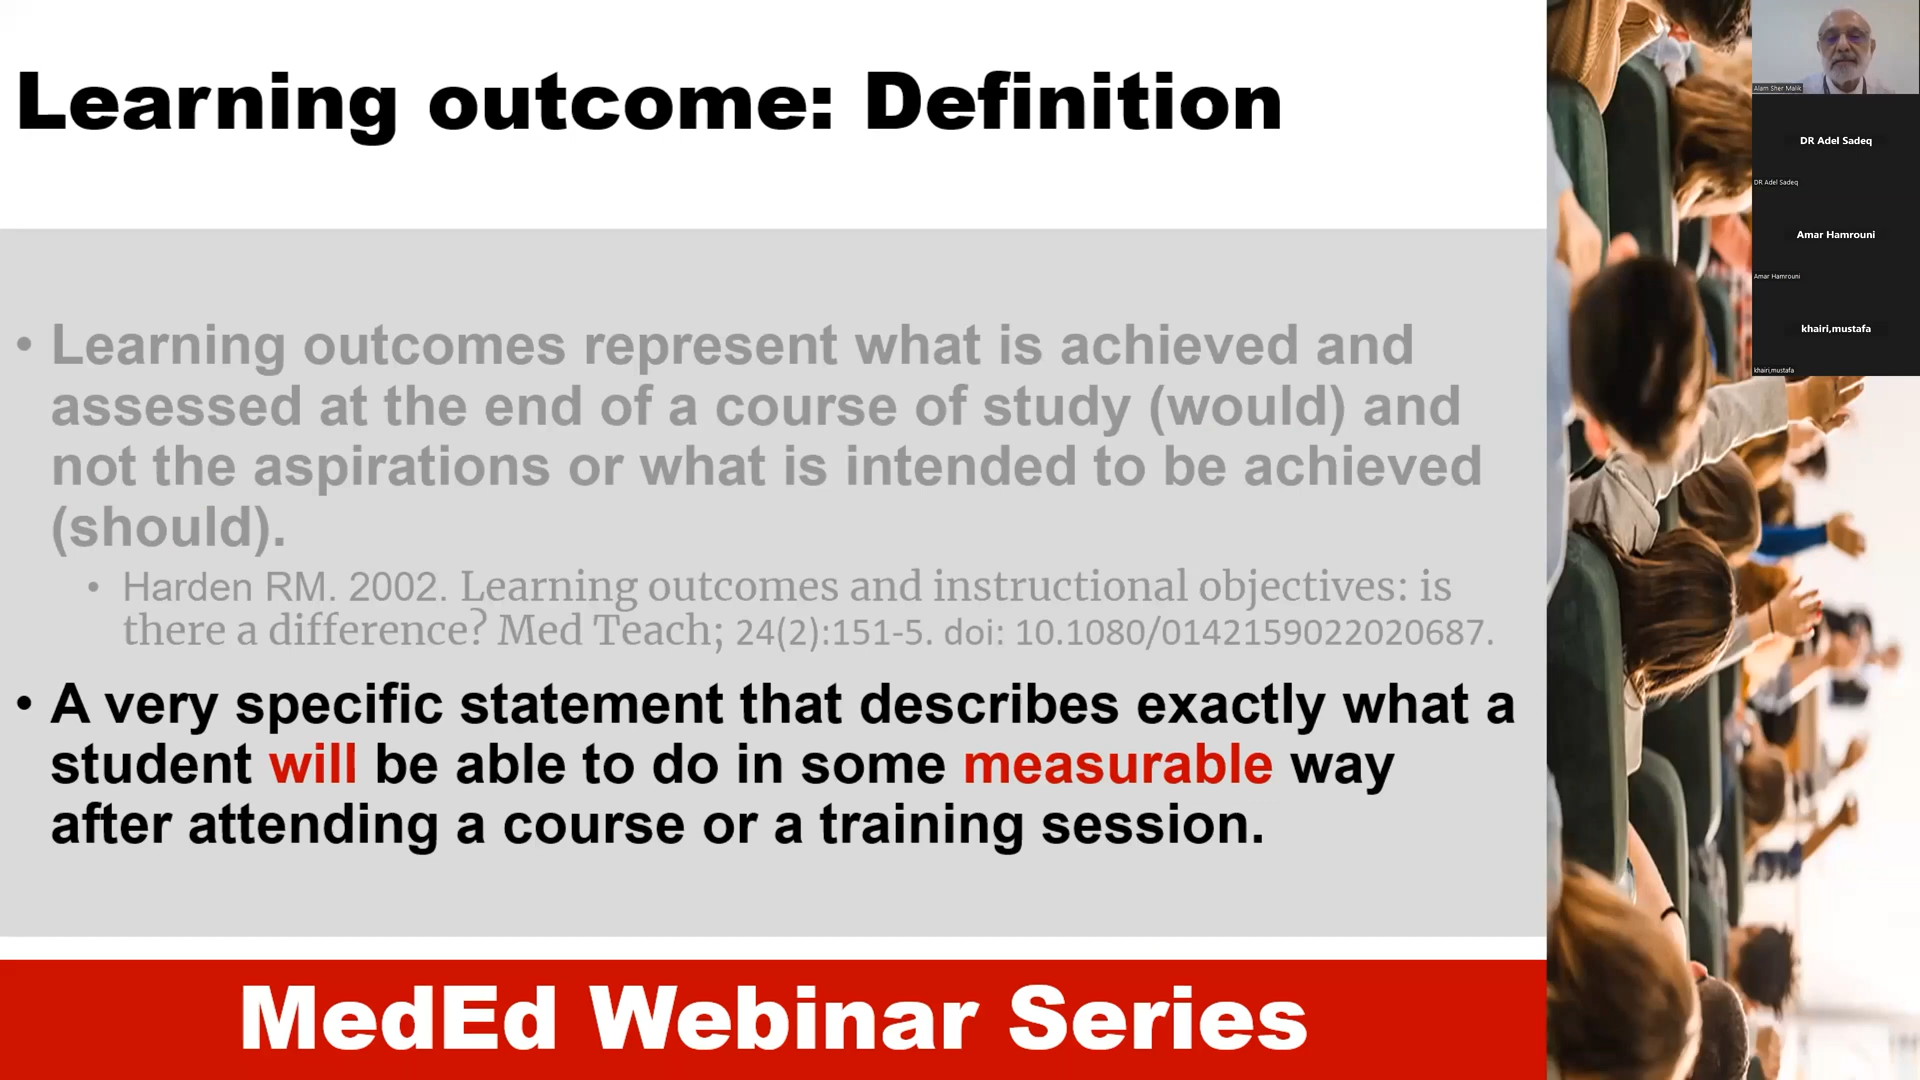 Learning outcome: Definition
• Learning outcomes represent what is achieved and
assessed at the end of a course of study (would) and
not the aspirations or what is intended to be achieved
(should).
• Harden RM. 2002. Learning outcomes and instructional objectives: is
there a difference? Med Teach; 24(2):151-5. doi: 10.1080/0142159022020687.
• A very specific statement that describes exactly what a
student will be able to do in some measurable way
after attending a course or a training session.
MedEd Webinar Series
Alam Sher Malik
DR Adel Sadeq
DR Adel Sadeq
Amar Hamrouni
Amar Hamrouni
khairi,mustafa
khairi,mustafa